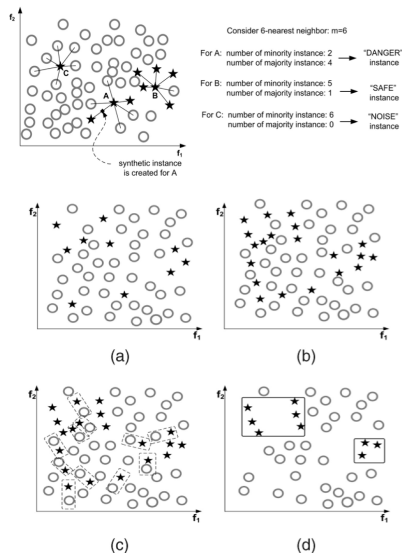 f₂
Consider 6-nearest neighbor: m=6
For A: number of minority instance: 2
number of majority instance: 4
"DANGER"
instance
For B: number of minority instance: 5
number of majority instance: 1
"SAFE"
instance
For C: number of minority instance: 6
number of majority instance: 0
"NOISE"
instance
C
A
B
synthetic instance
is created for A
f₁
f₂
f₁
(a)
f₂
f₁
(b)
f₂
f₁
(c)
f₂
f₁
(d)